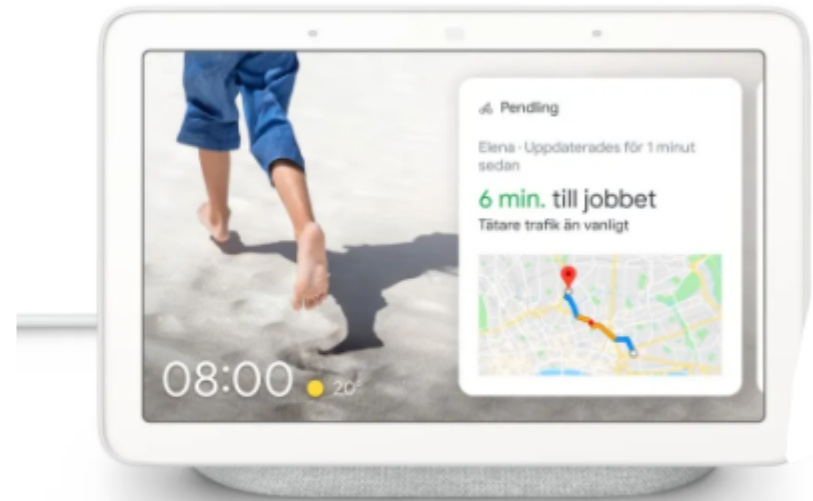 Pendling
Elena · Uppdaterades för 1 minut
sedan
6 min. till jobbet
Tätare trafik än vanligt
08:00 20°